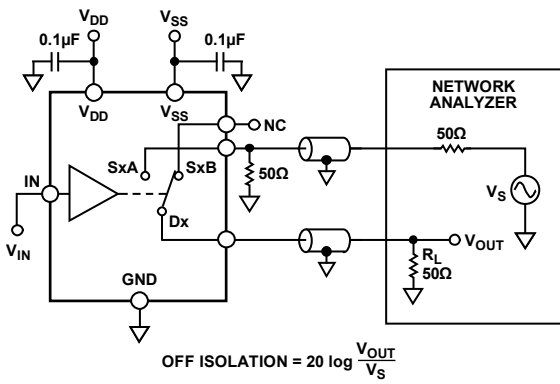 V_DD V_SS
0.1µF 0.1µF
V_DD V_SS
NC
NETWORK
ANALYZER
50Ω
SxA SxB
50Ω
IN
V_S
Dx
V_IN
V_OUT
GND
R_L
50Ω
OFF ISOLATION = 20 log V_OUT
V_S